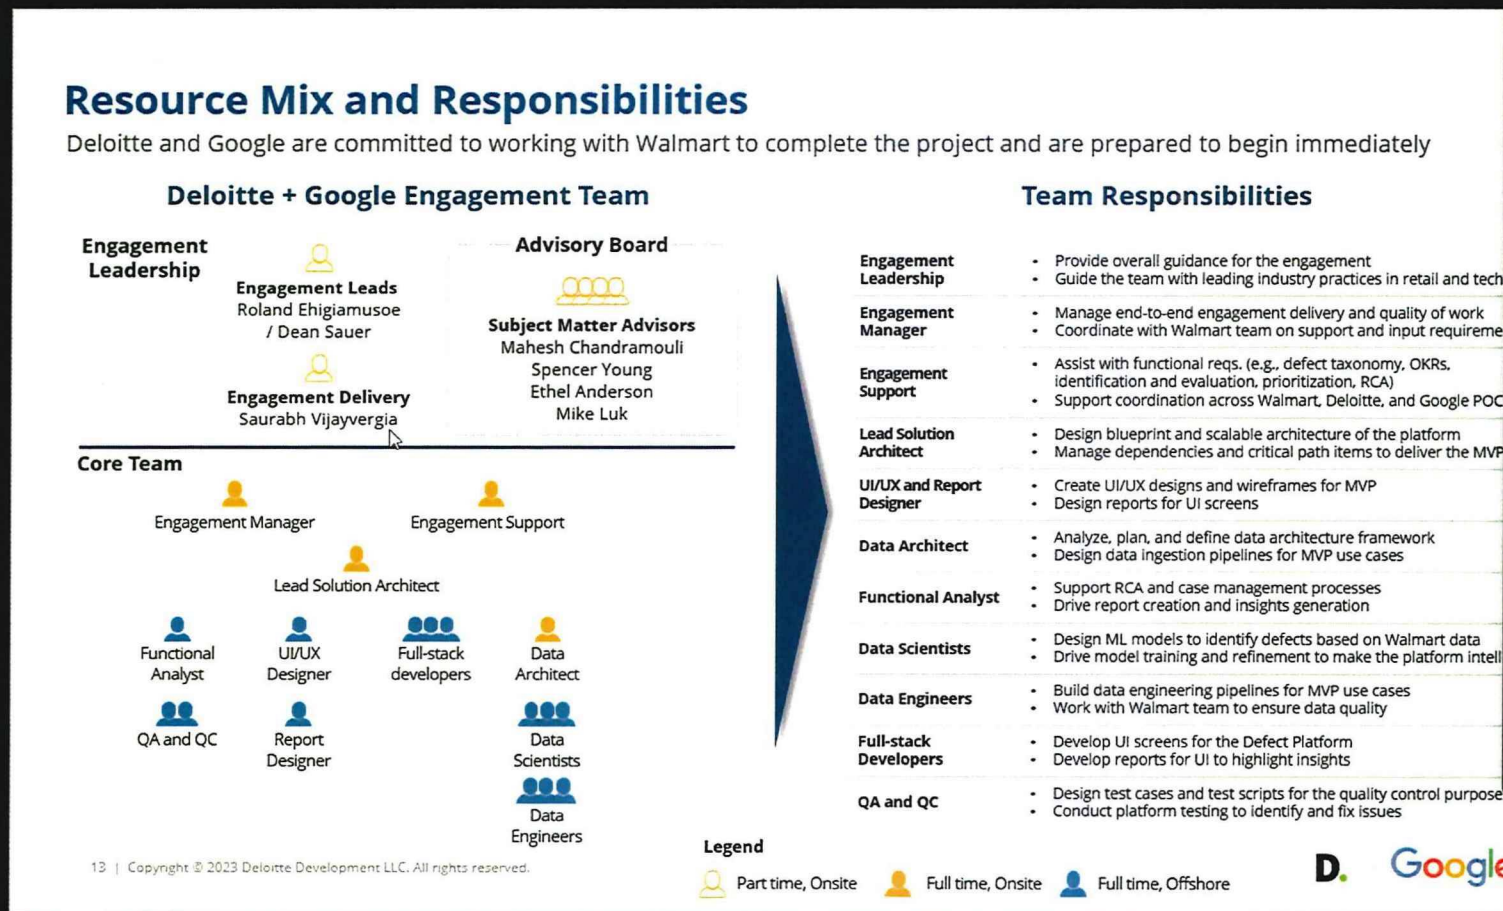 Resource Mix and Responsibilities
Deloitte and Google are committed to working with Walmart to complete the project and are prepared to begin immediately
Deloitte + Google Engagement Team
Engagement
Leadership
Engagement Leads
Roland Ehigiamusoe
/ Dean Sauer
Engagement Delivery
Saurabh Vijayvergia
Advisory Board
Subject Matter Advisors
Mahesh Chandramouli
Spencer Young
Ethel Anderson
Mike Luk
Core Team
Engagement Manager
Engagement Support
Lead Solution Architect
Functional
Analyst
UI/UX
Designer
Full-stack
developers
Data
Architect
QA and QC
Report
Designer
Data
Scientists
Data
Engineers
Team Responsibilities
Engagement
Leadership
• Provide overall guidance for the engagement
• Guide the team with leading industry practices in retail and tech
Engagement
Manager
• Manage end-to-end engagement delivery and quality of work
• Coordinate with Walmart team on support and input requireme
Engagement
Support
• Assist with functional reqs. (e.g., defect taxonomy, OKRs,
identification and evaluation, prioritization, RCA)
• Support coordination across Walmart, Deloitte, and Google POC
Lead Solution
Architect
• Design blueprint and scalable architecture of the platform
• Manage dependencies and critical path items to deliver the MVP
UI/UX and Report
Designer
• Create UI/UX designs and wireframes for MVP
• Design reports for UI screens
Data Architect
• Analyze, plan, and define data architecture framework
• Design data ingestion pipelines for MVP use cases
Functional Analyst
• Support RCA and case management processes
• Drive report creation and insights generation
Data Scientists
• Design ML models to identify defects based on Walmart data
• Drive model training and refinement to make the platform intell
Data Engineers
• Build data engineering pipelines for MVP use cases
• Work with Walmart team to ensure data quality
Full-stack
Developers
• Develop UI screens for the Defect Platform
• Develop reports for UI to highlight insights
QA and QC
• Design test cases and test scripts for the quality control purpose
• Conduct platform testing to identify and fix issues
13 | Copyright © 2023 Deloitte Development LLC. All rights reserved.
Legend
Part time, Onsite
Full time, Onsite
Full time, Offshore
D.
Google